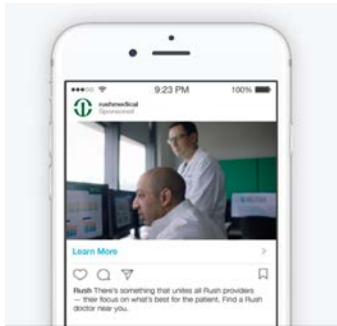 9:23 PM
100%
rushmedical
Sponsored
Learn More
Rush There's something that unites all Rush providers
— their focus on what's best for the patient. Find a Rush
doctor near you.